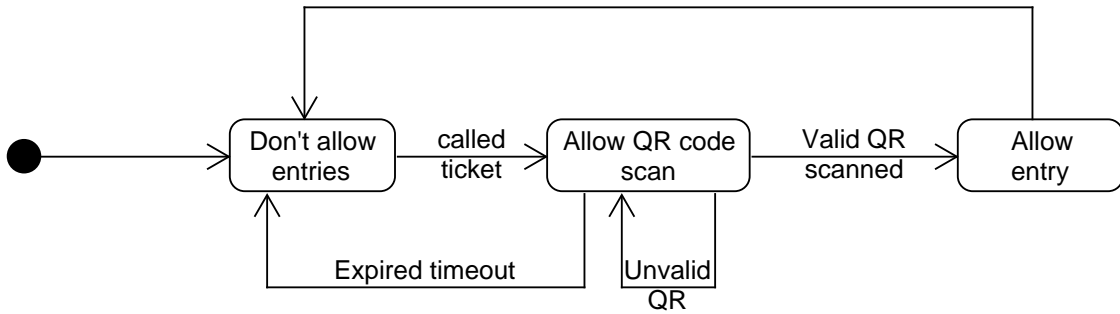 Don't allow
entries
called
ticket
Allow QR code
scan
Valid QR
scanned
Allow
entry
Expired timeout
Unvalid
QR